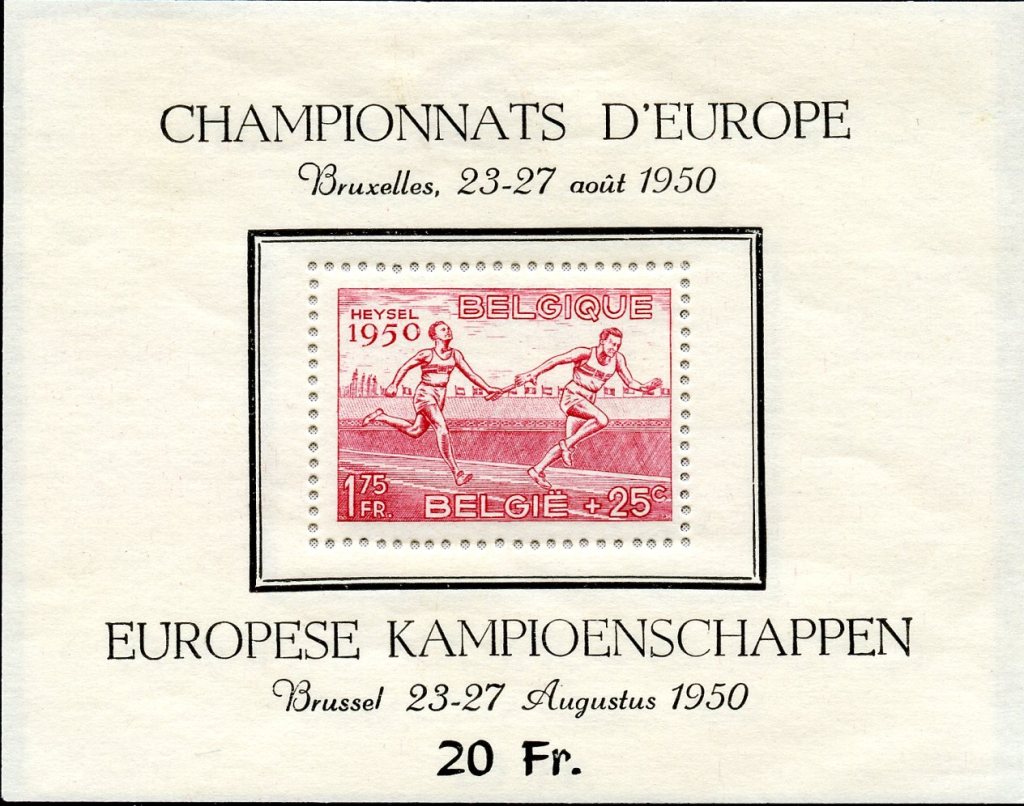 CHAMPIONNATS D'EUROPE
Bruxelles, 23-27 août 1950
BELGIQUE
HEYSEL
1950
1.75 FR.
BELGIË + 25C
EUROPESE KAMPIOENSCHAPPEN
Brussel 23-27 Augustus 1950
20 Fr.